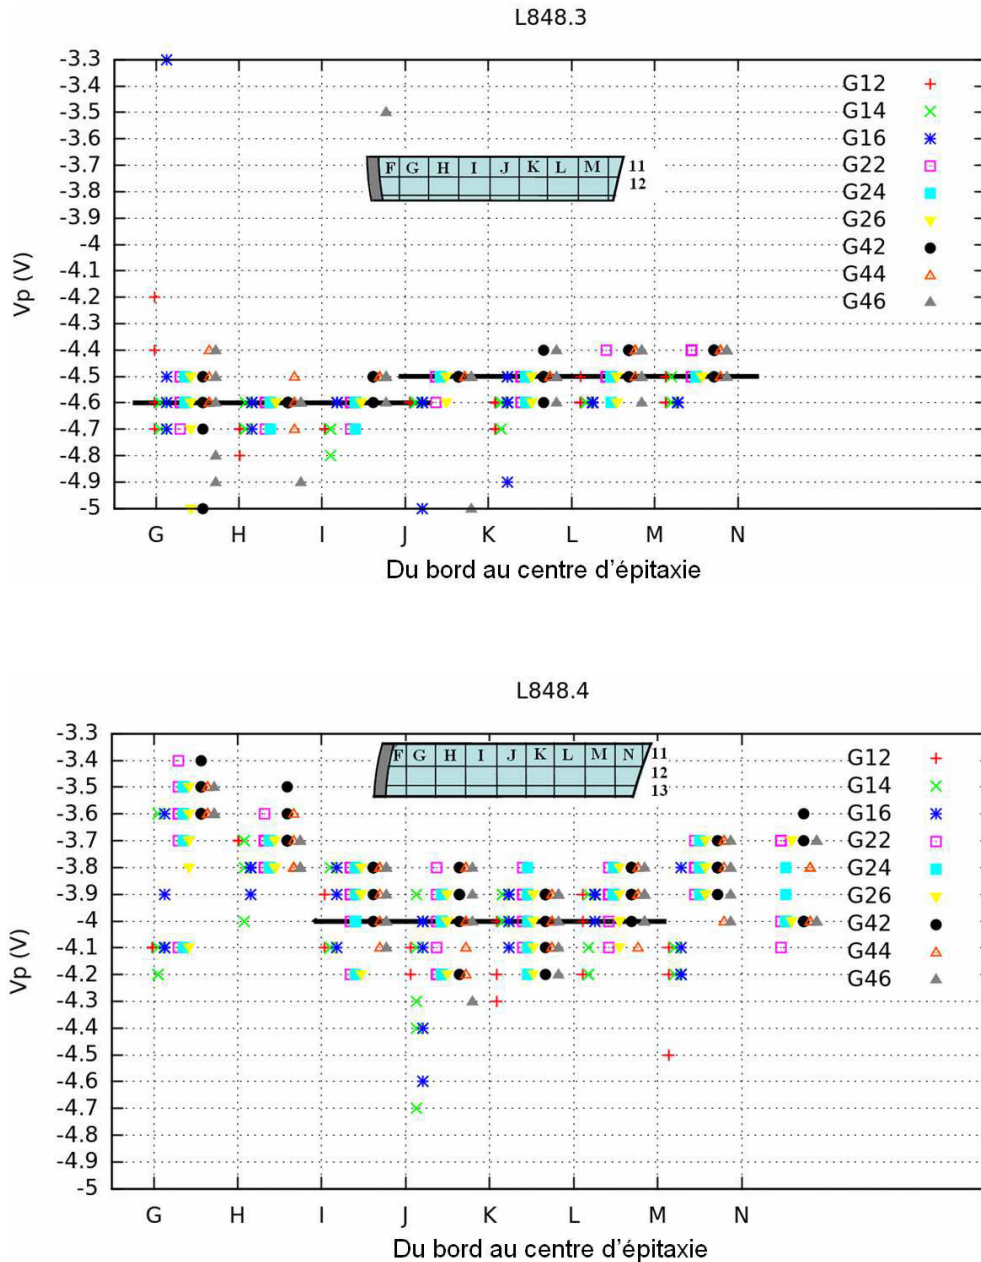 L848.3
-3.3
-3.4
-3.5
-3.6
-3.7
-3.8
-3.9
-4
-4.1
-4.2
-4.3
-4.4
-4.5
-4.6
-4.7
-4.8
-4.9
-5
Vp (V)
F G H I J K L M 11
12
G12
G14
G16
G22
G24
G26
G42
G44
G46
G H I J K L M N
Du bord au centre d'épitaxie
L848.4
-3.3
-3.4
-3.5
-3.6
-3.7
-3.8
-3.9
-4
-4.1
-4.2
-4.3
-4.4
-4.5
-4.6
-4.7
-4.8
-4.9
-5
Vp (V)
F G H I J K L M N 11
12
13
G12
G14
G16
G22
G24
G26
G42
G44
G46
G H I J K L M N
Du bord au centre d'épitaxie